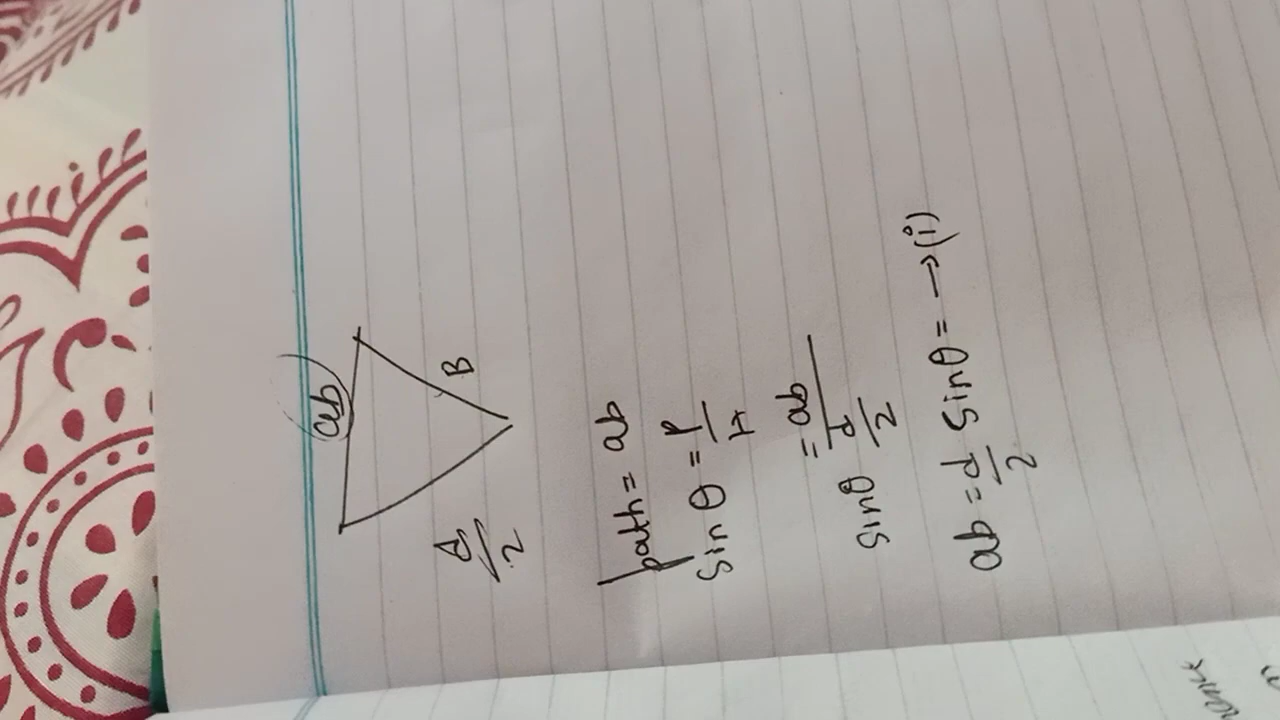 ab
B
d/2
path = ab
Sin θ = P/H
sin θ = ab/d/2
ab = d/2 Sin θ = → (i)